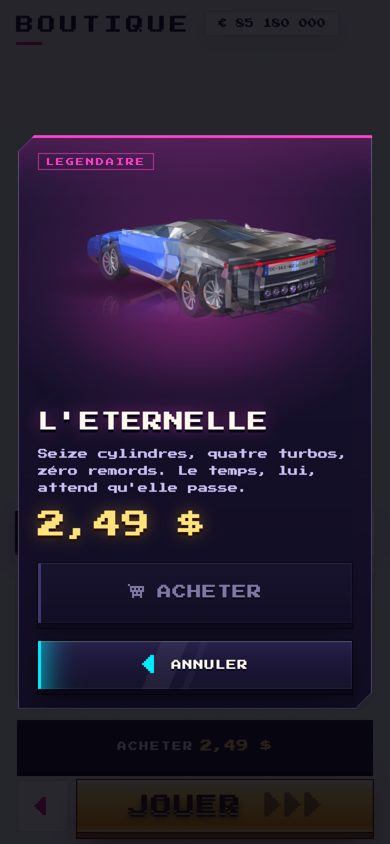 BOUTIQUE
€ 85 180 000
LEGENDAIRE
L'ETERNELLE
Seize cylindres, quatre turbos,
zéro remords. Le temps, lui,
attend qu'elle passe.
2,49 $
ACHETER
ANNULER
ACHETER 2,49 $
JOUER